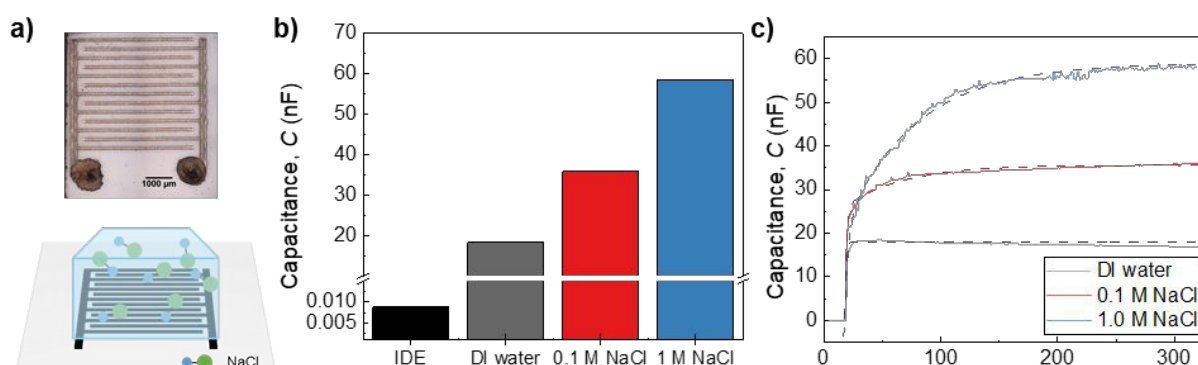 a)
1000 µm
NaCl
b)
Capacitance, C (nF)
70
60
50
40
30
20
0.010
0.005
IDE
DI water
0.1 M NaCl
1 M NaCl
c)
Capacitance, C (nF)
60
50
40
30
20
10
0
DI water
0.1 M NaCl
1.0 M NaCl
0
100
200
300